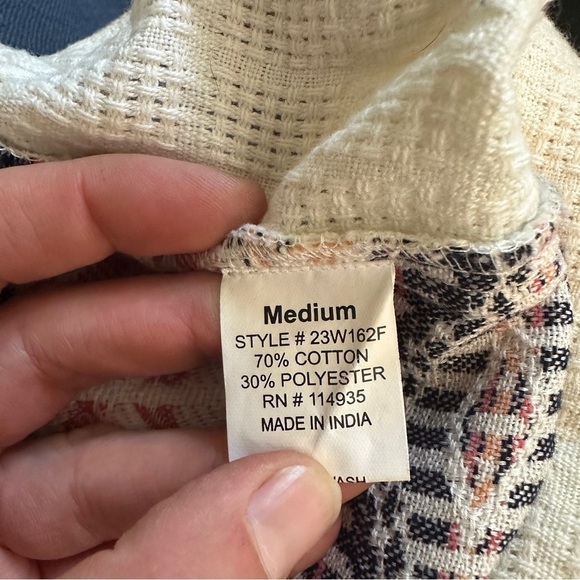 Medium
STYLE # 23W162F
70% COTTON
30% POLYESTER
RN # 114935
MADE IN INDIA